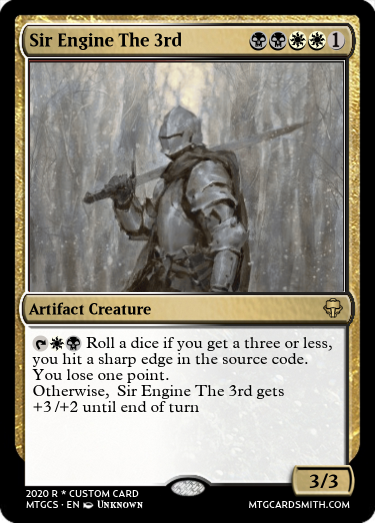 Sir Engine The 3rd 1
Artifact Creature
Roll a dice if you get a three or less,
you hit a sharp edge in the source code.
You lose one point.
Otherwise, Sir Engine The 3rd gets
+3/+2 until end of turn
3/3
2020 R * CUSTOM CARD
MTGCS · EN UNKNOWN
MTGCARDSMITH.COM